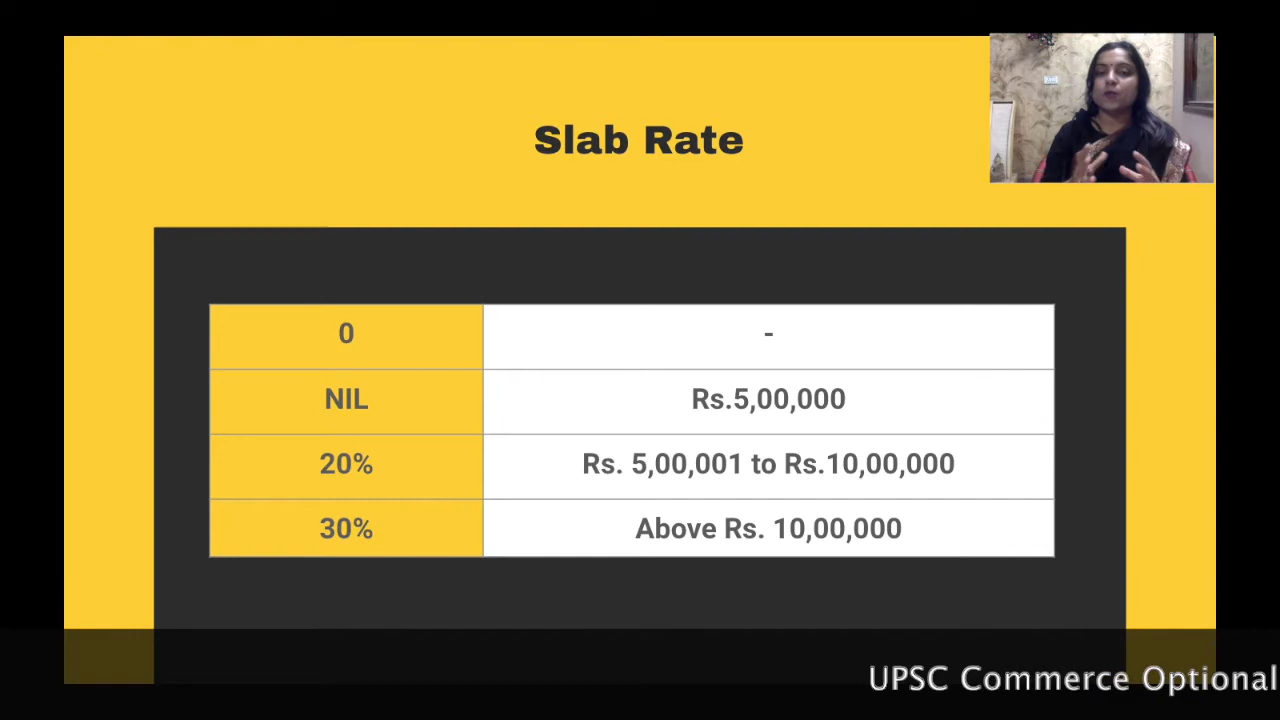 Slab Rate
0 -
NIL Rs.5,00,000
20% Rs. 5,00,001 to Rs.10,00,000
30% Above Rs. 10,00,000
UPSC Commerce Optional